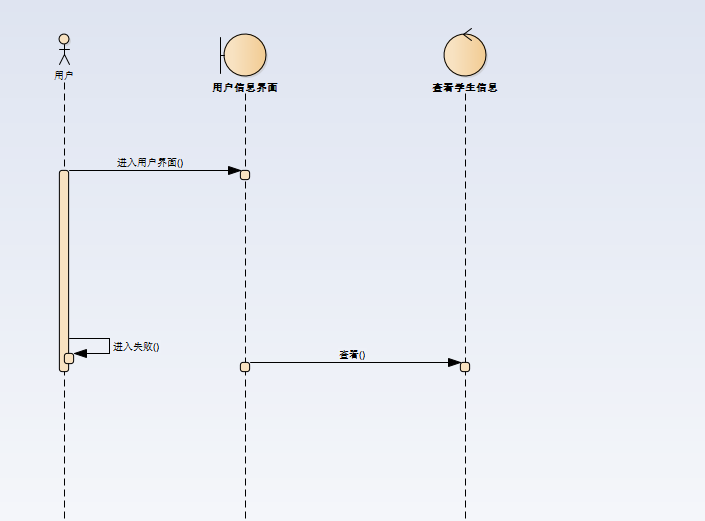 用户
用户信息界面
查看学生信息
进入用户界面()
进入失败()
查看()